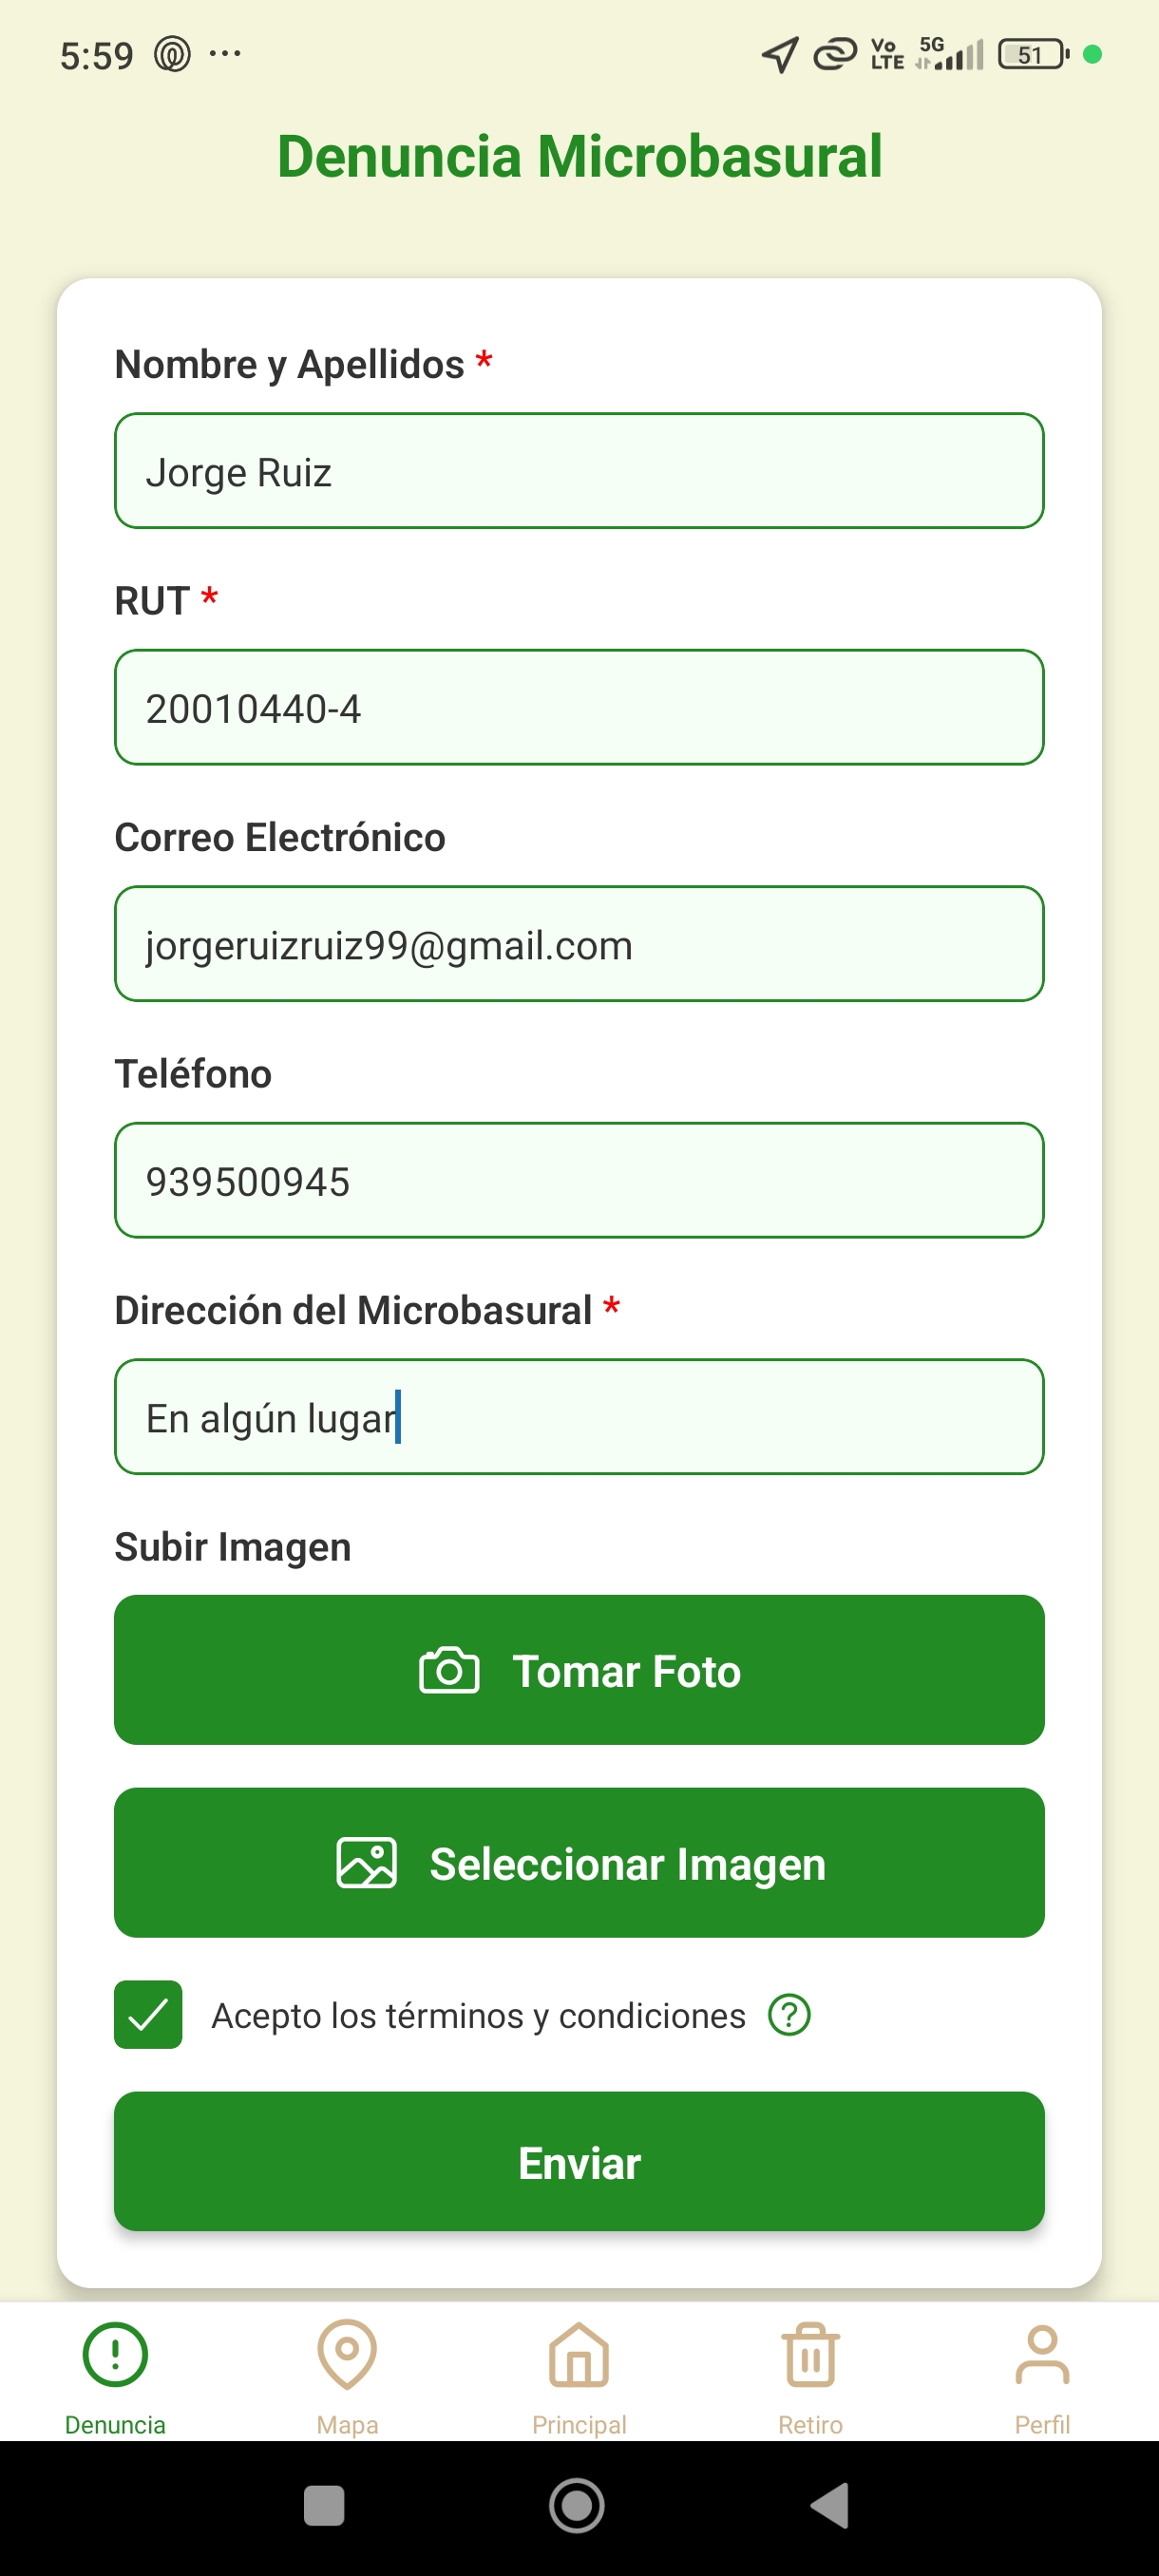 5:59 ...
Vo LTE 5G 51
Denuncia Microbasural
Nombre y Apellidos *
Jorge Ruiz
RUT *
20010440-4
Correo Electrónico
jorgeruizruiz99@gmail.com
Teléfono
939500945
Dirección del Microbasural *
En algún lugar
Subir Imagen
Tomar Foto
Seleccionar Imagen
Acepto los términos y condiciones ?
Enviar
Denuncia Mapa Principal Retiro Perfil